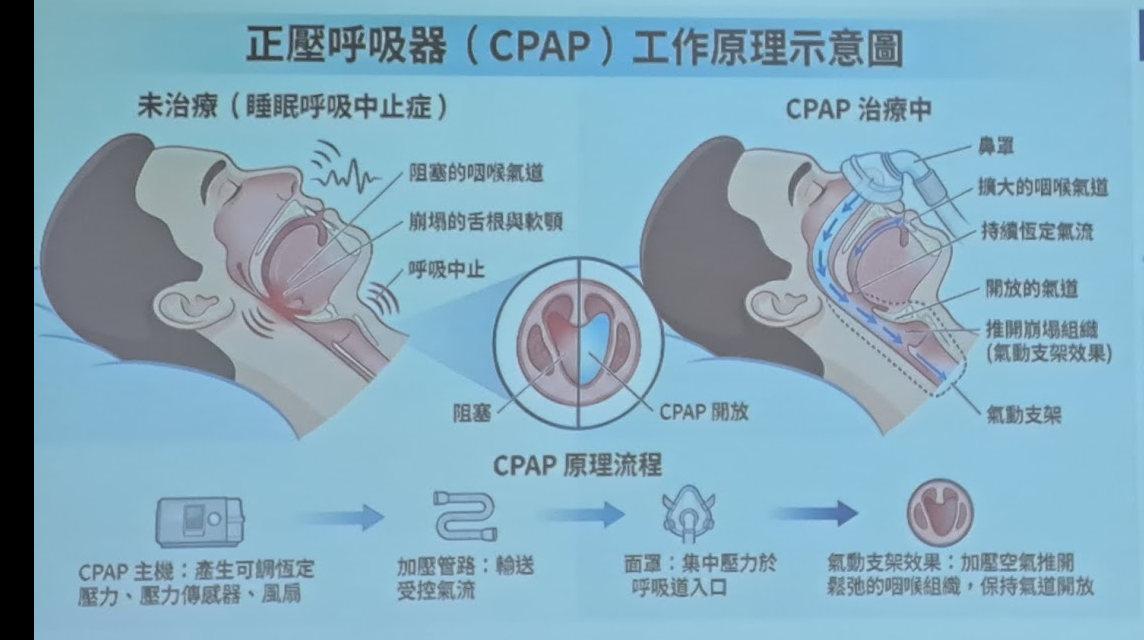 正壓呼吸器（CPAP）工作原理示意圖
未治療（睡眠呼吸中止症）
阻塞的咽喉氣道
崩塌的舌根與軟顎
呼吸中止
CPAP 治療中
鼻罩
擴大的咽喉氣道
持續恆定氣流
開放的氣道
推開崩塌組織
(氣動支架效果)
氣動支架
阻塞
CPAP 開放
CPAP 原理流程
CPAP 主機：產生可調恆定
壓力、壓力傳感器、風扇
加壓管路：輸送
受控氣流
面罩：集中壓力於
呼吸道入口
氣動支架效果：加壓空氣推開
鬆弛的咽喉組織，保持氣道開放